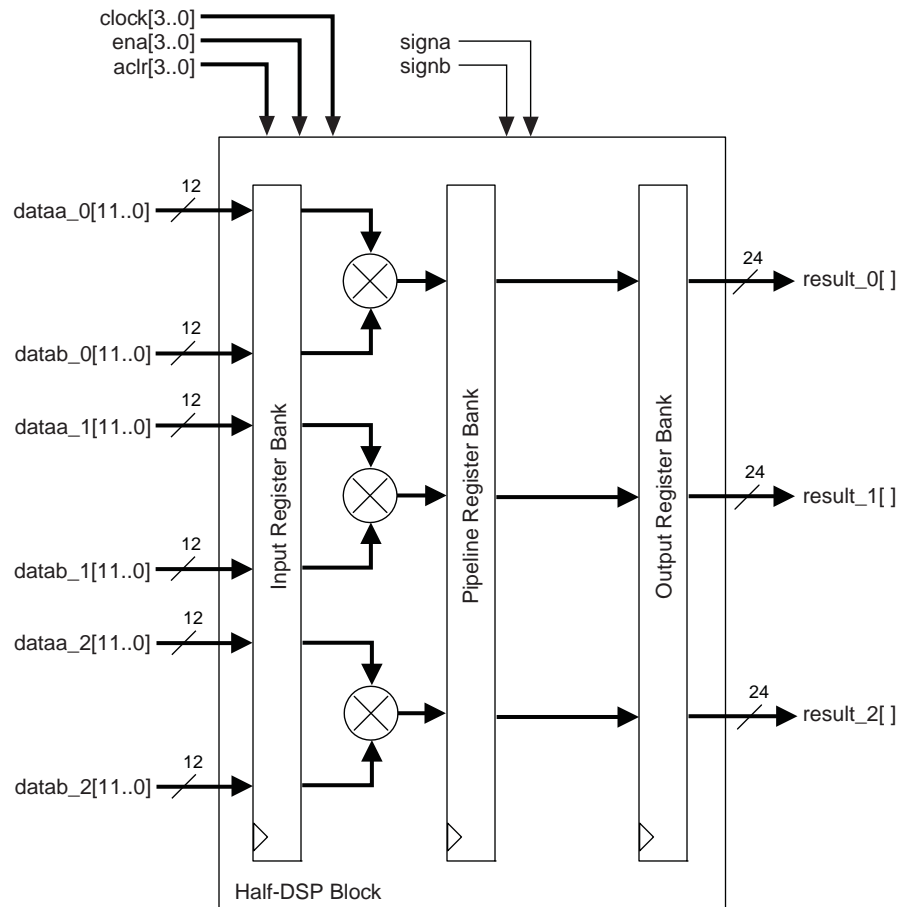 clock[3..0]
ena[3..0]
aclr[3..0]
signa
signb
12
dataa_0[11..0]
24
result_0[ ]
12
datab_0[11..0]
12
dataa_1[11..0]
Input Register Bank
Pipeline Register Bank
Output Register Bank
24
result_1[ ]
12
datab_1[11..0]
12
dataa_2[11..0]
24
result_2[ ]
12
datab_2[11..0]
Half-DSP Block